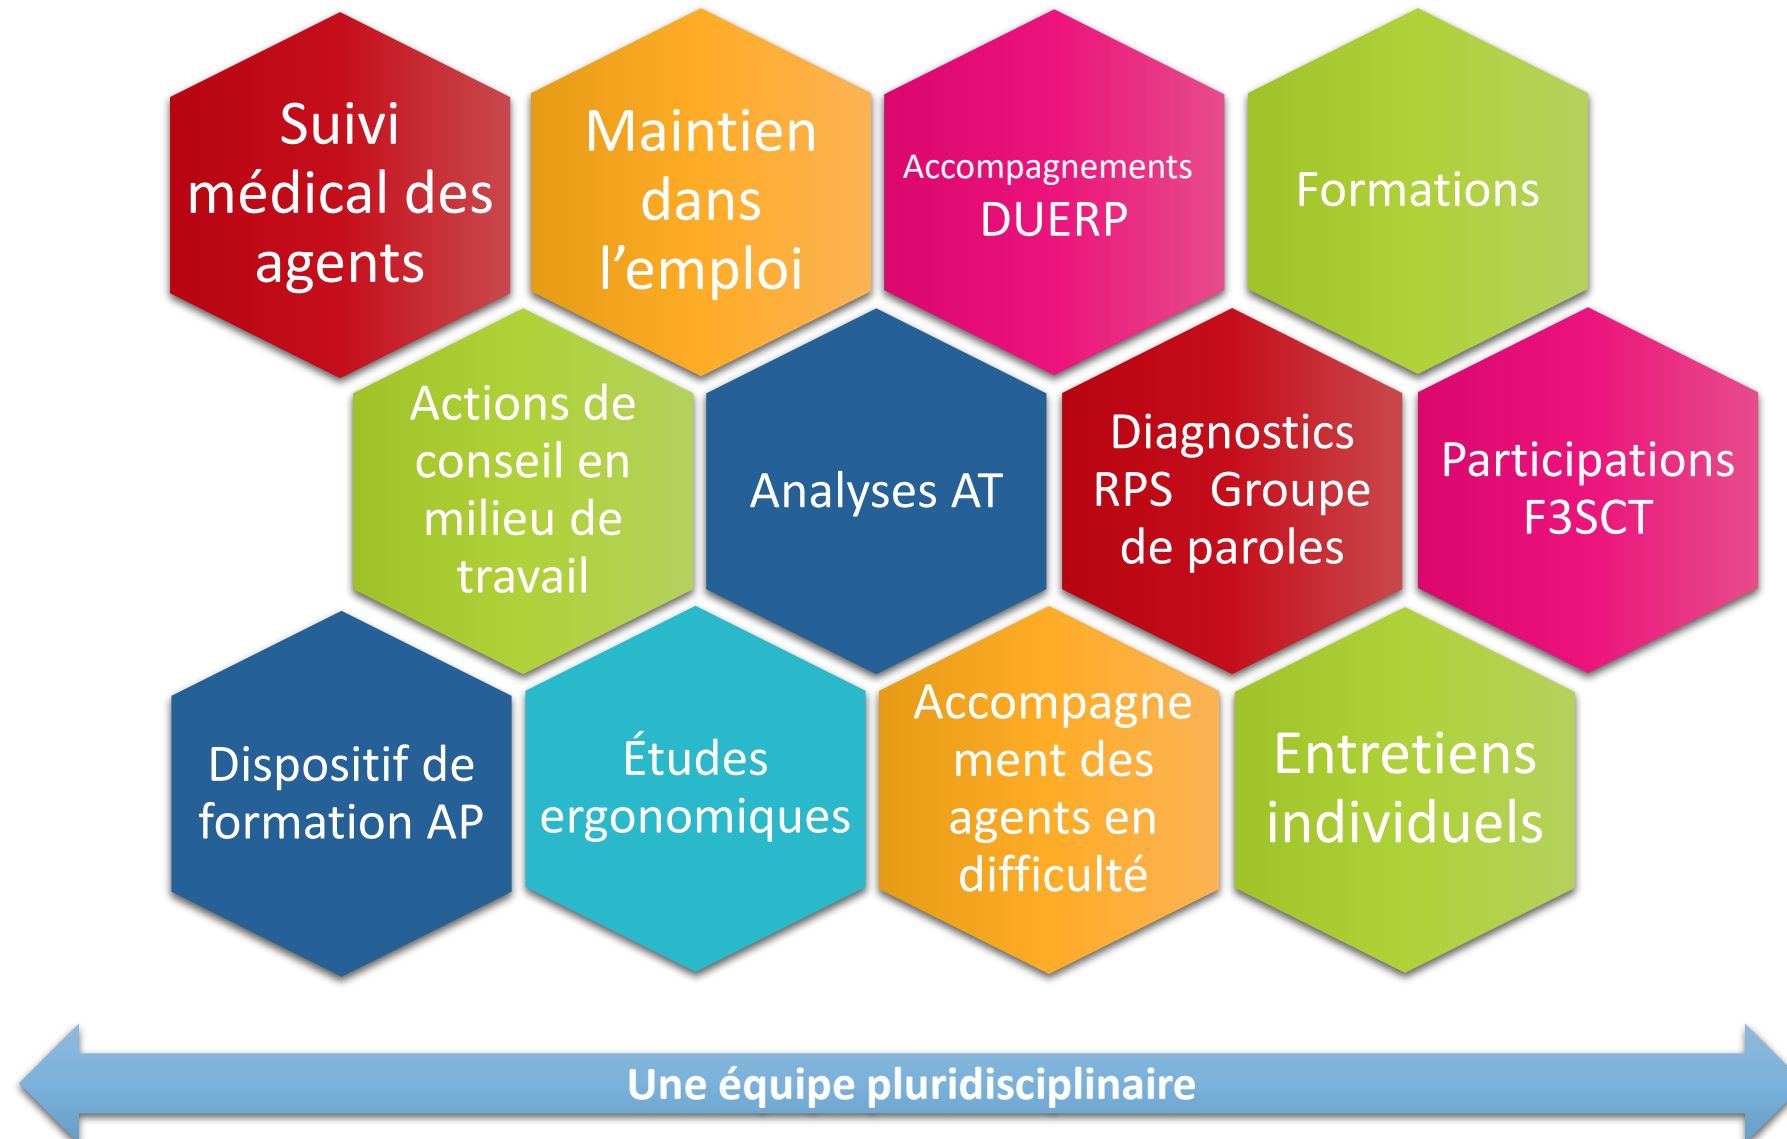 Suivi
médical des
agents
Maintien
dans
l’emploi
Accompagnements
DUERP
Formations
Actions de
conseil en
milieu de
travail
Analyses AT
Diagnostics
RPS   Groupe
de paroles
Participations
F3SCT
Dispositif de
formation AP
Études
ergonomiques
Accompagne
ment des
agents en
difficulté
Entretiens
individuels
Une équipe pluridisciplinaire